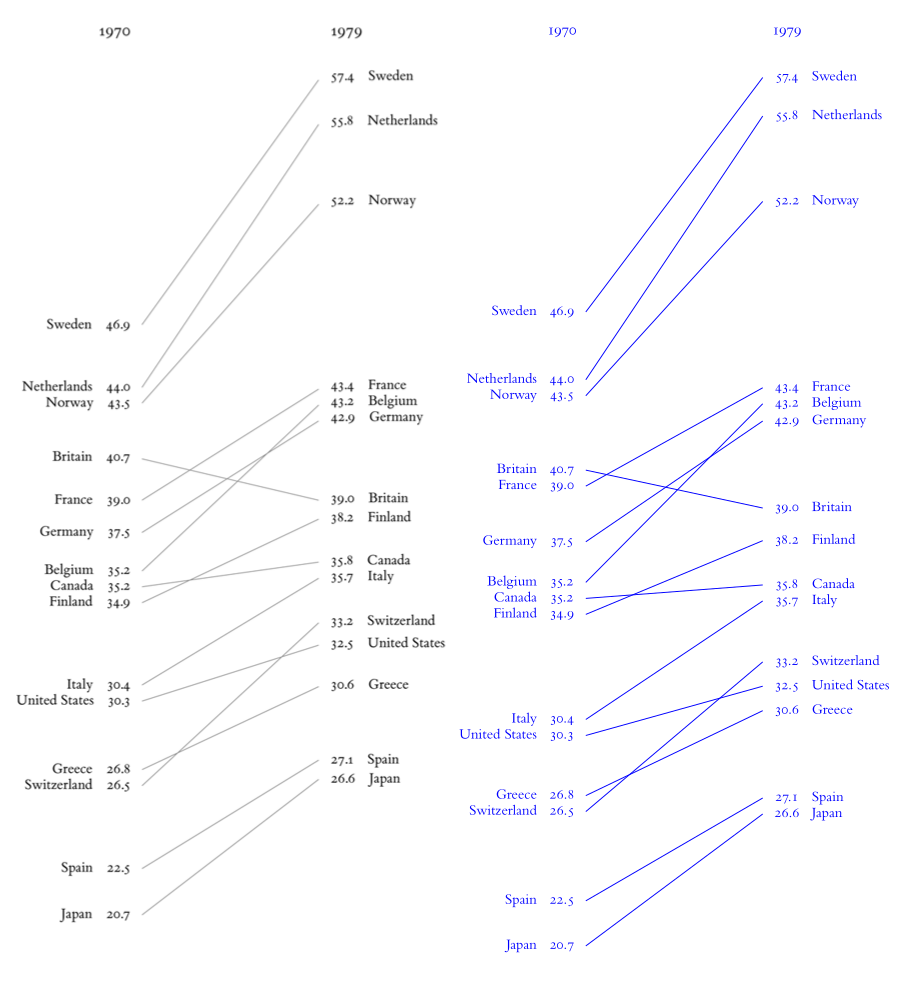 1970 1979
57.4 Sweden
55.8 Netherlands
52.2 Norway
Sweden 46.9
Netherlands 44.0
Norway 43.5
43.4 France
43.2 Belgium
42.9 Germany
Britain 40.7
France 39.0
39.0 Britain
38.2 Finland
Germany 37.5
35.8 Canada
Belgium 35.2
35.7 Italy
Canada 35.2
Finland 34.9
33.2 Switzerland
32.5 United States
Italy 30.4
30.6 Greece
United States 30.3
27.1 Spain
Greece 26.8
26.6 Japan
Switzerland 26.5
Spain 22.5
Japan 20.7
1970 1979
57.4 Sweden
55.8 Netherlands
52.2 Norway
Sweden 46.9
Netherlands 44.0
43.4 France
Norway 43.5
43.2 Belgium
42.9 Germany
Britain 40.7
France 39.0
39.0 Britain
38.2 Finland
Germany 37.5
Belgium 35.2
35.8 Canada
Canada 35.2
35.7 Italy
Finland 34.9
33.2 Switzerland
32.5 United States
30.6 Greece
Italy 30.4
United States 30.3
Greece 26.8
27.1 Spain
Switzerland 26.5
26.6 Japan
Spain 22.5
Japan 20.7